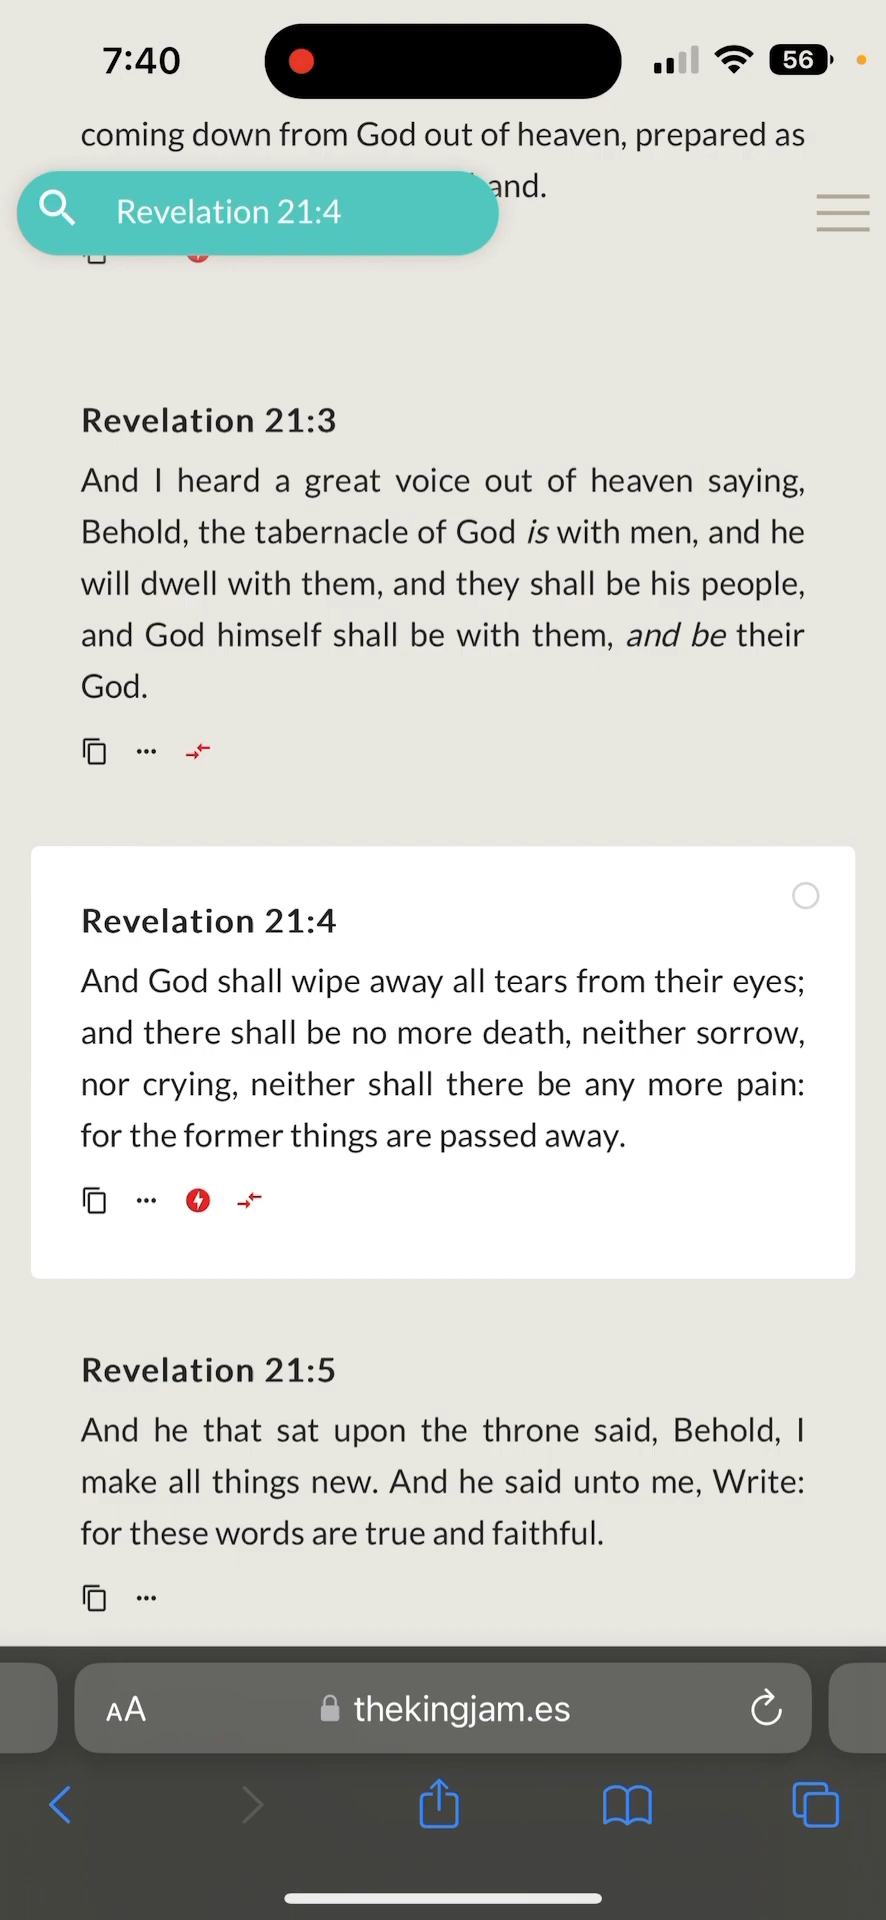 7:40
56
coming down from God out of heaven, prepared as
and.
Revelation 21:4
Revelation 21:3
And I heard a great voice out of heaven saying,
Behold, the tabernacle of God is with men, and he
will dwell with them, and they shall be his people,
and God himself shall be with them, and be their
God.
Revelation 21:4
And God shall wipe away all tears from their eyes;
and there shall be no more death, neither sorrow,
nor crying, neither shall there be any more pain:
for the former things are passed away.
Revelation 21:5
And he that sat upon the throne said, Behold, I
make all things new. And he said unto me, Write:
for these words are true and faithful.
AA
thekingjam.es